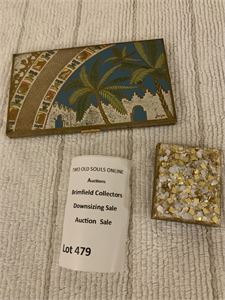 TWO OLD SOULS ONLINE
Auctions
Brimfield Collectors
Downsizing Sale
Auction Sale
Lot 479